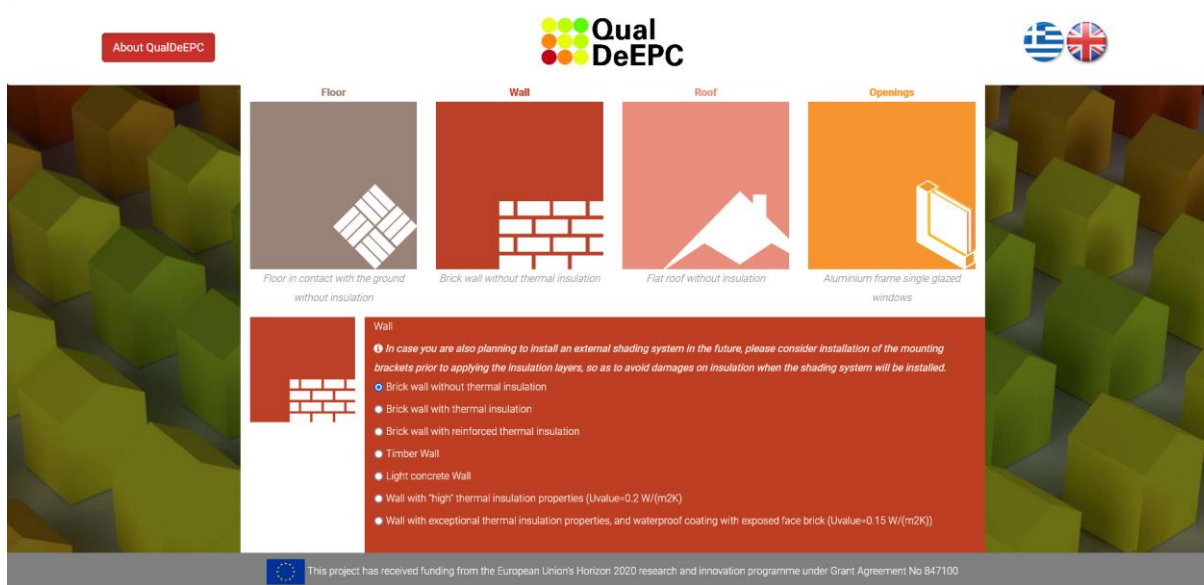 About QualDeEPC
Qual
DeEPC
Floor
Wall
Roof
Openings
Floor in contact with the ground
without insulation
Brick wall without thermal insulation
Flat roof without insulation
Aluminium frame single glazed
windows
Wall
In case you are also planning to install an external shading system in the future, please consider installation of the mounting
brackets prior to applying the insulation layers, so as to avoid damages on insulation when the shading system will be installed.
Brick wall without thermal insulation
Brick wall with thermal insulation
Brick wall with reinforced thermal insulation
Timber Wall
Light concrete Wall
Wall with "high" thermal insulation properties (Uvalue=0.2 W/(m2K)
Wall with exceptional thermal insulation properties, and waterproof coating with exposed face brick (Uvalue=0.15 W/(m2K))
This project has received funding from the European Union's Horizon 2020 research and innovation programme under Grant Agreement No 847100